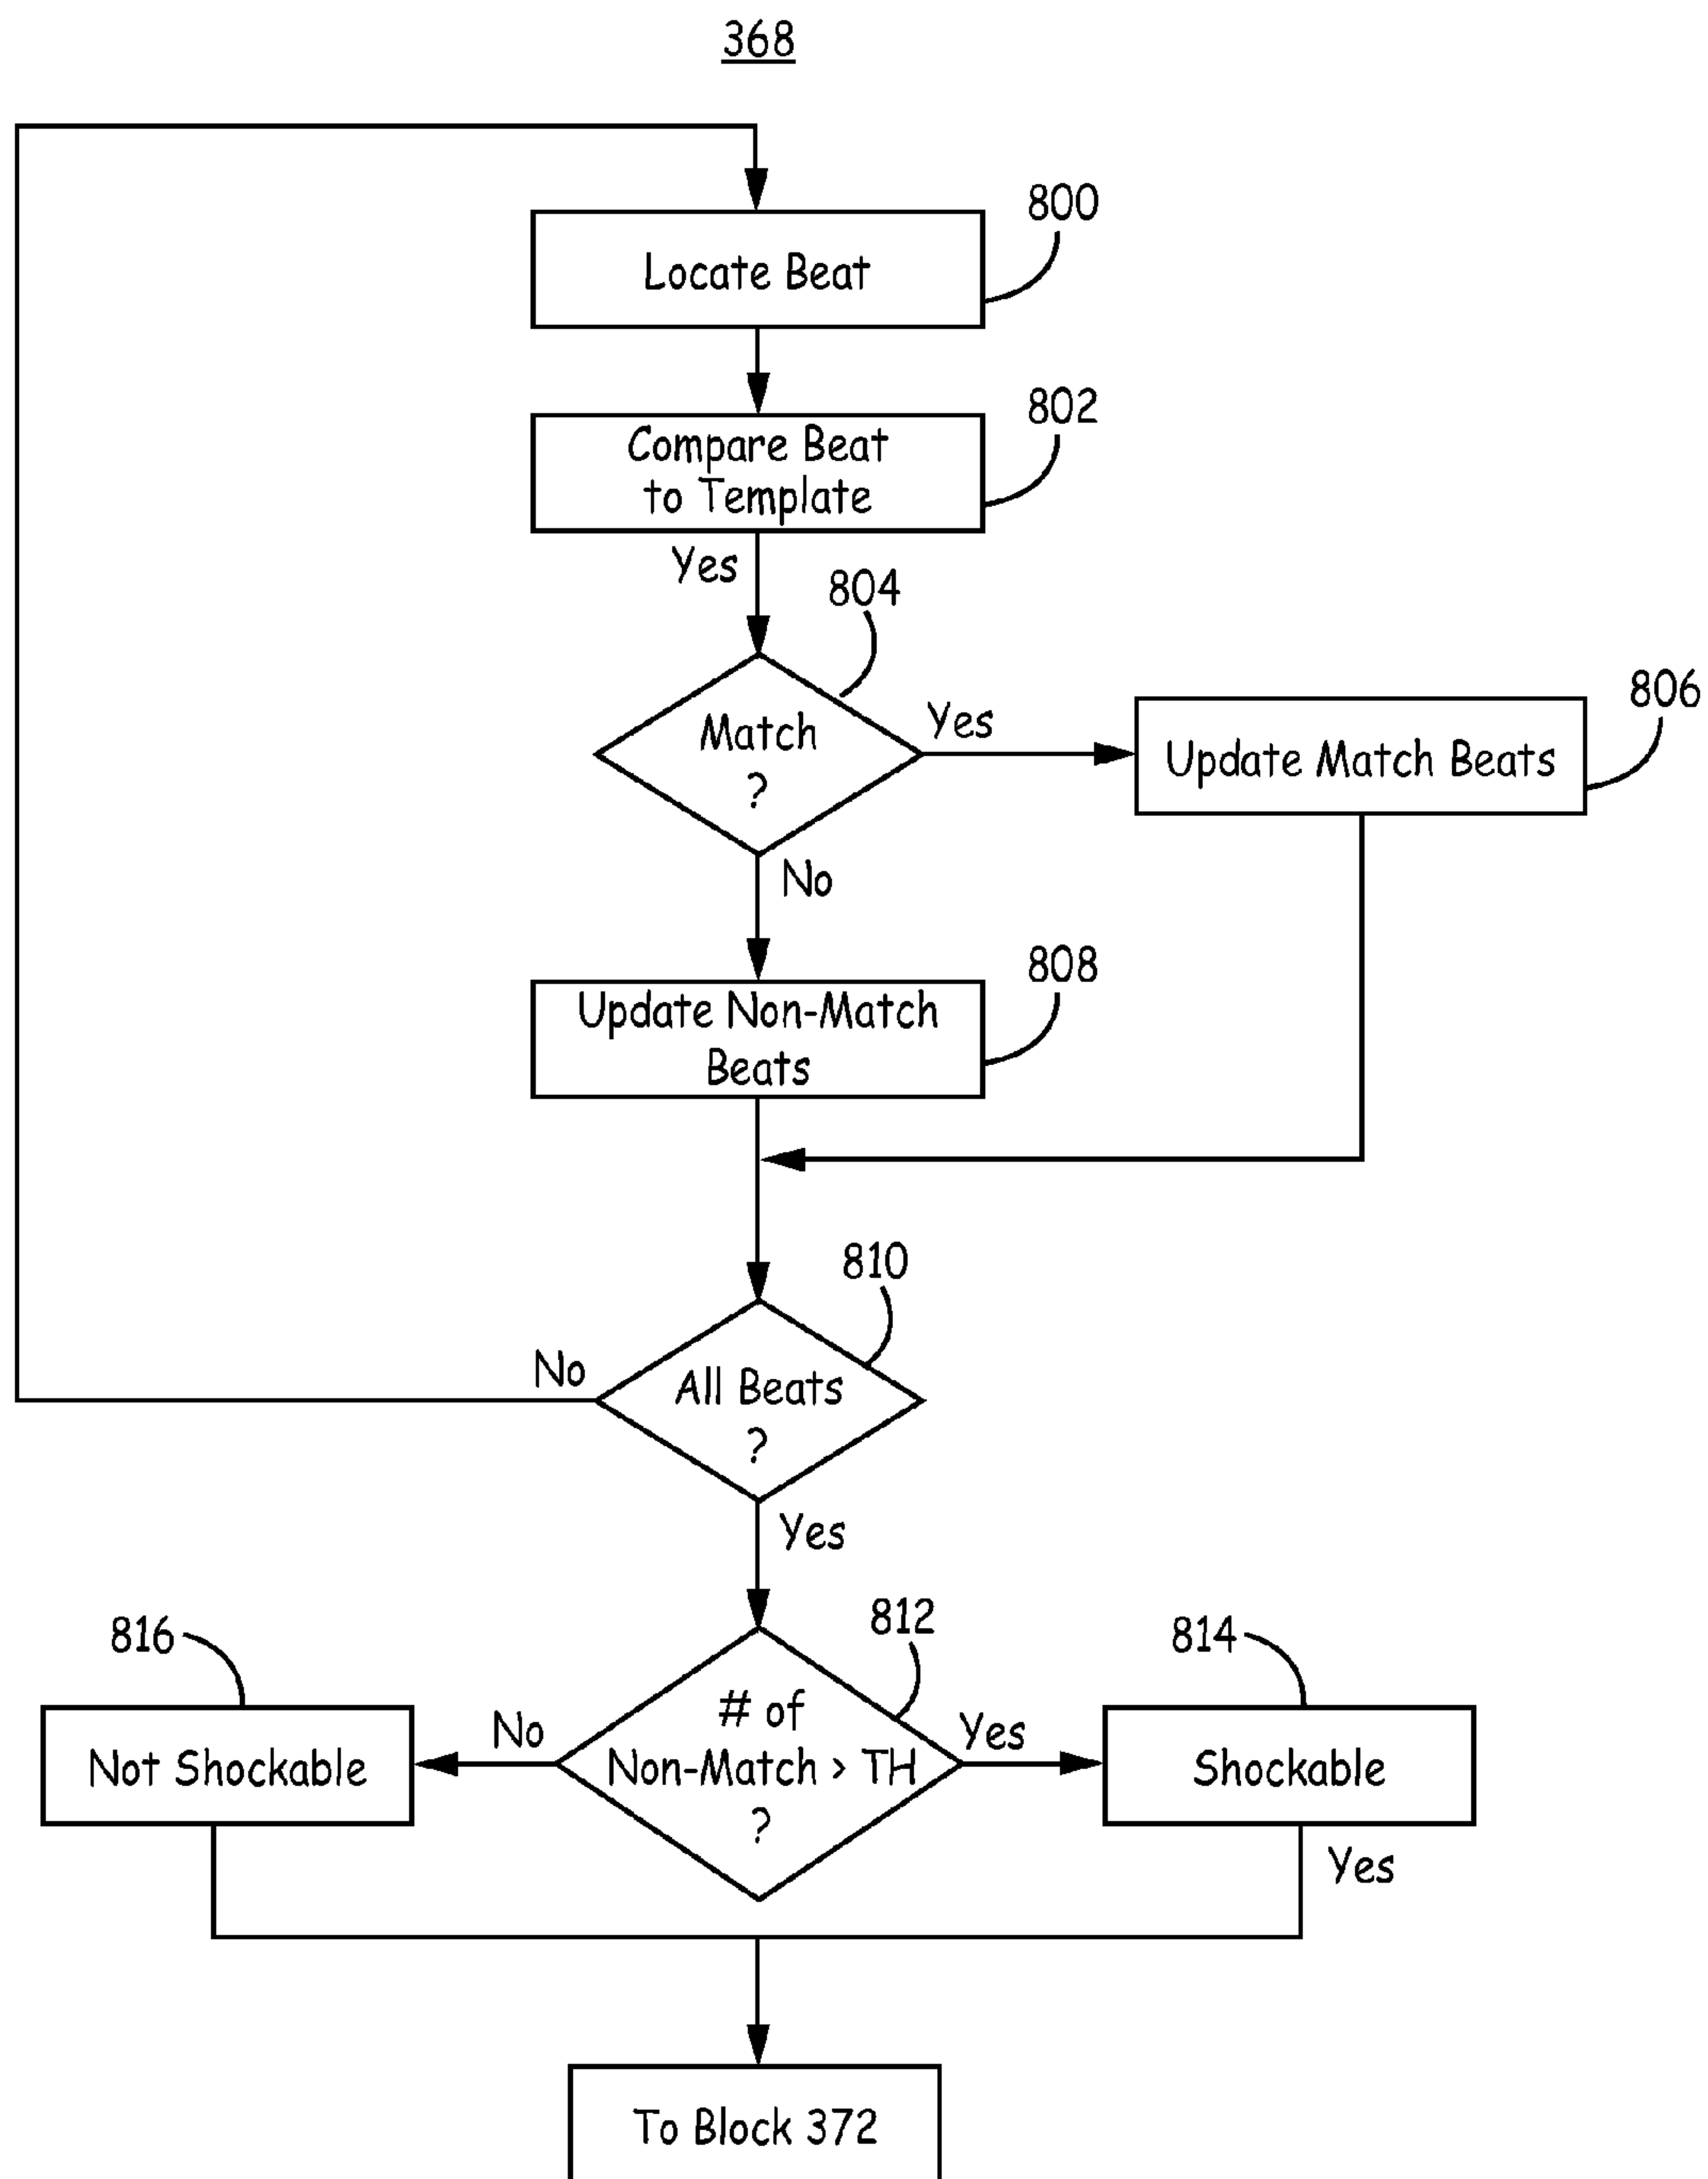 368
800
Locate Beat
802
Compare Beat
to Template
Yes
804
Match
?
Yes
806
Update Match Beats
No
808
Update Non-Match
Beats
810
No
All Beats
?
Yes
816
812
814
No
# of
Non-Match > TH
?
Yes
Not Shockable
Shockable
Yes
To Block 372